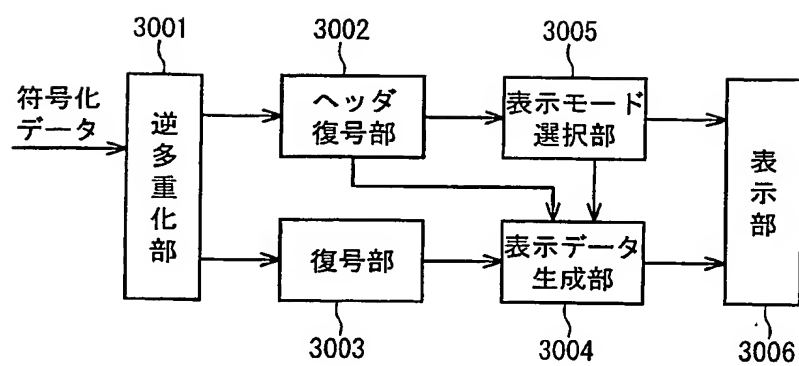 3001
3002
3005
符号化
データ
逆多重化部
ヘッダ
復号部
表示モード
選択部
表示部
復号部
表示データ
生成部
3003
3004
3006